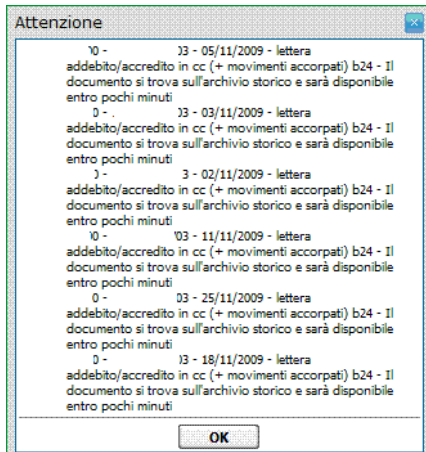 Attenzione
0 - 03 - 05/11/2009 - lettera
addebito/accredito in cc (+ movimenti accorpati) b24 - Il
documento si trova sull'archivio storico e sarà disponibile
entro pochi minuti
0 - . 03 - 03/11/2009 - lettera
addebito/accredito in cc (+ movimenti accorpati) b24 - Il
documento si trova sull'archivio storico e sarà disponibile
entro pochi minuti
0 - 3 - 02/11/2009 - lettera
addebito/accredito in cc (+ movimenti accorpati) b24 - Il
documento si trova sull'archivio storico e sarà disponibile
entro pochi minuti
0 - '03 - 11/11/2009 - lettera
addebito/accredito in cc (+ movimenti accorpati) b24 - Il
documento si trova sull'archivio storico e sarà disponibile
entro pochi minuti
0 - 03 - 25/11/2009 - lettera
addebito/accredito in cc (+ movimenti accorpati) b24 - Il
documento si trova sull'archivio storico e sarà disponibile
entro pochi minuti
0 - 3 - 18/11/2009 - lettera
addebito/accredito in cc (+ movimenti accorpati) b24 - Il
documento si trova sull'archivio storico e sarà disponibile
entro pochi minuti
OK